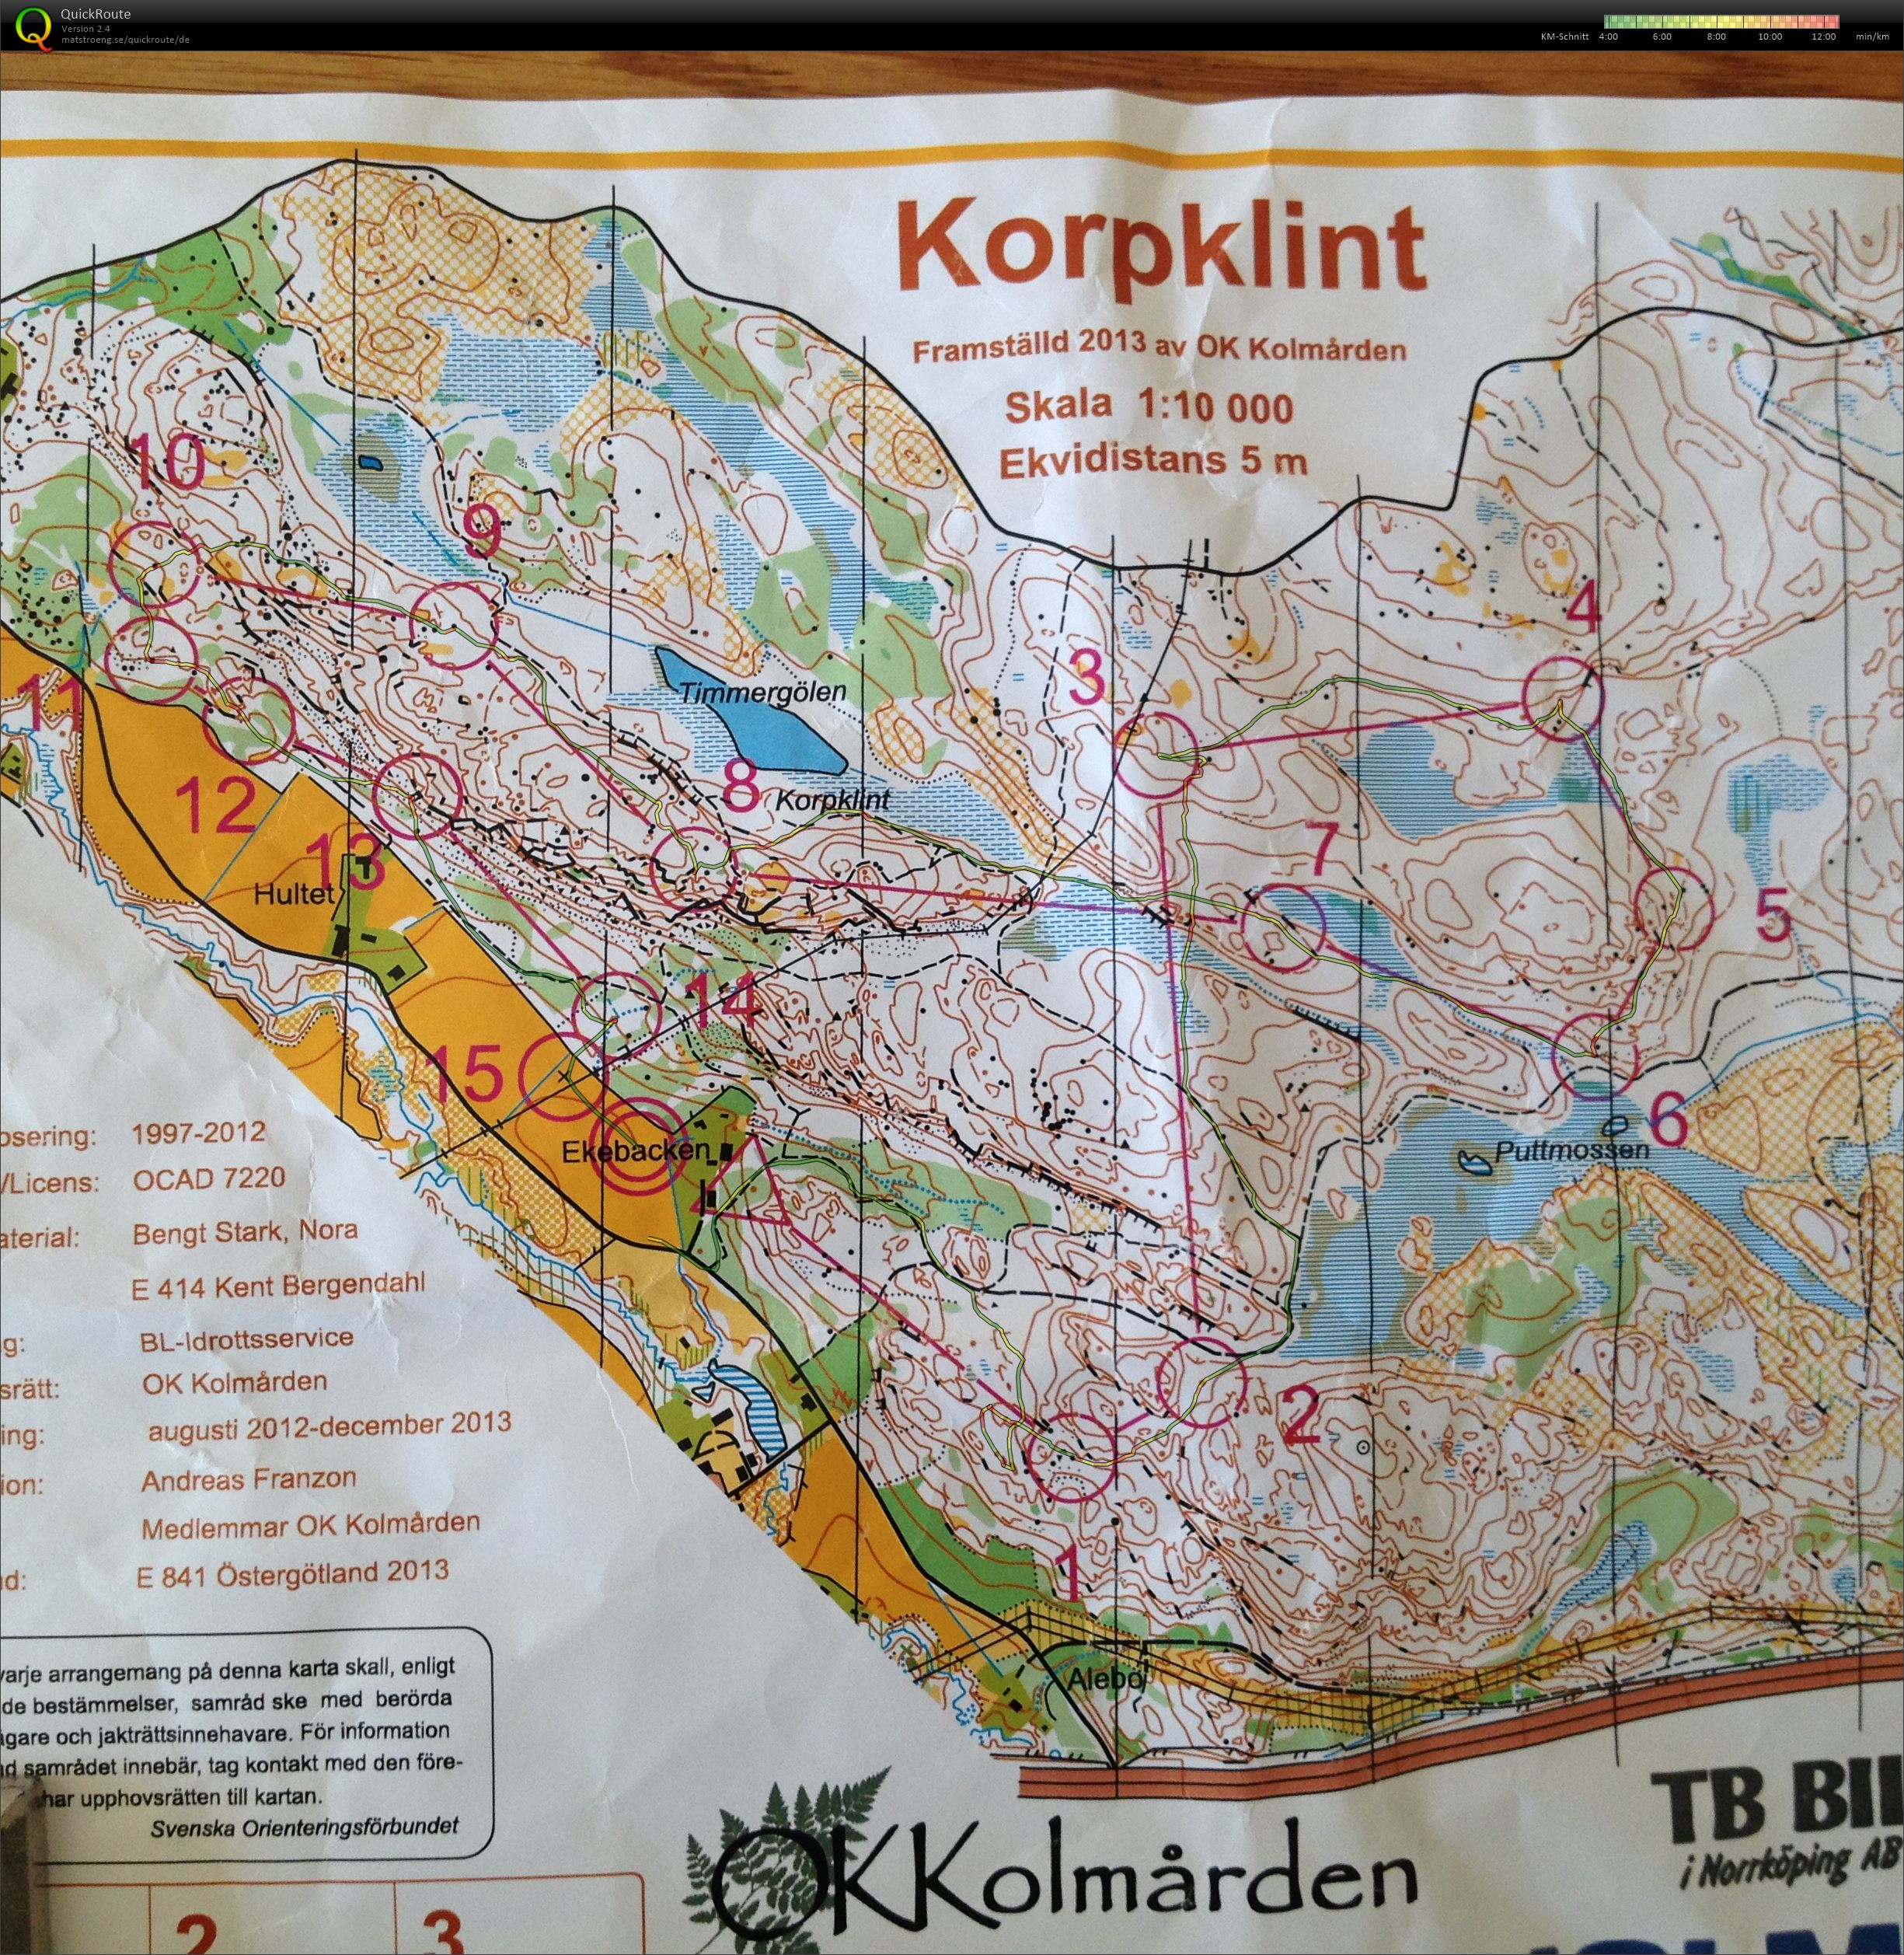 QuickRoute
Version 2.4
matstroeng.se/quickroute/de
KM-Schnitt 4:00 6:00 8:00 10:00 12:00 min/km
Korpklint
Framställd 2013 av OK Kolmården
Skala 1:10 000
Ekvidistans 5 m
10
9
4
3
11
Timmergölen
8
Korpklint
12
7
13
Hultet
5
14
15
6
Ekebacken
Puttmossen
2
1
Alebo
osering: 1997-2012
/Licens: OCAD 7220
aterial: Bengt Stark, Nora
E 414 Kent Bergendahl
g: BL-Idrottsservice
srätt: OK Kolmården
ing: augusti 2012-december 2013
ion: Andreas Franzon
Medlemmar OK Kolmården
d: E 841 Östergötland 2013
varje arrangemang på denna karta skall, enligt
de bestämmelser, samråd ske med berörda
ägare och jakträttsinnehavare. För information
d samrådet innebär, tag kontakt med den före-
har upphovsrätten till kartan.
Svenska Orienteringsförbundet
OK Kolmården
TB BIL
i Norrköping AB
2 3